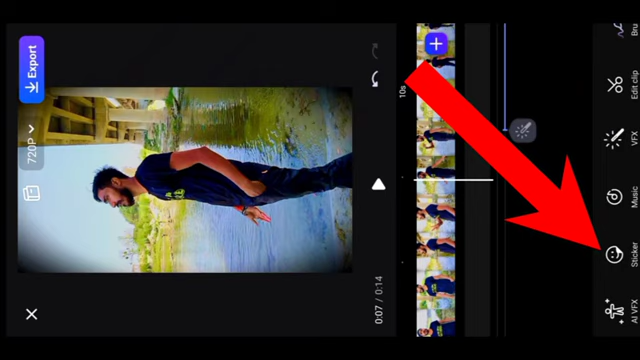 Export
720P
10s
0:07 / 0:14
Bru
Edit clip
VFX
Music
Sticker
AI VFX